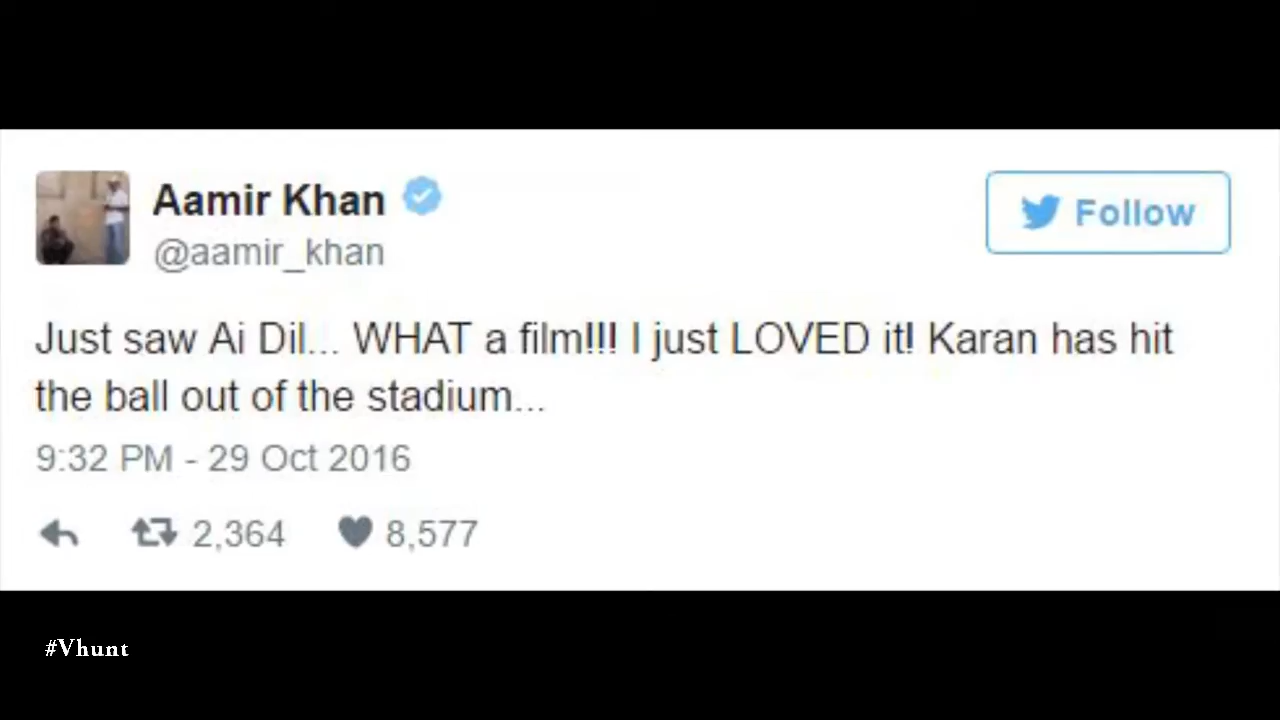 Aamir Khan
@aamir_khan
Follow
Just saw Ai Dil... WHAT a film!!! I just LOVED it! Karan has hit
the ball out of the stadium...
9:32 PM - 29 Oct 2016
2,364 8,577
#Vhunt